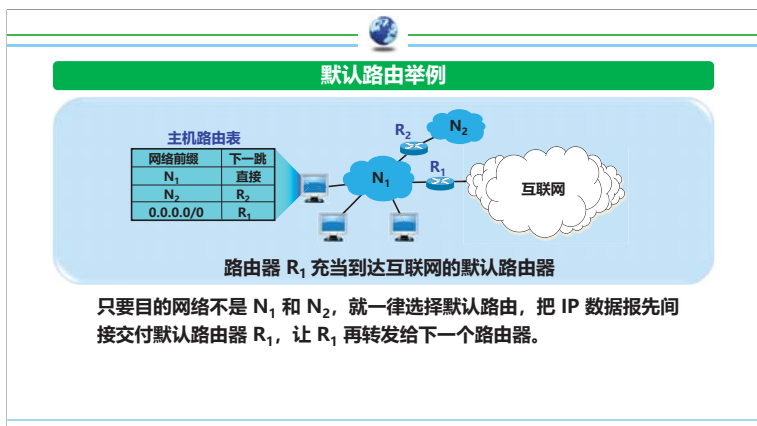 默认路由举例
主机路由表
网络前缀 下一跳
N₁ 直接
N₂ R₂
0.0.0.0/0 R₁
R₂
N₂
N₁
R₁
互联网
路由器 R₁ 充当到达互联网的默认路由器
只要目的网络不是 N₁ 和 N₂，就一律选择默认路由，把 IP 数据报先间
接交付默认路由器 R₁，让 R₁ 再转发给下一个路由器。